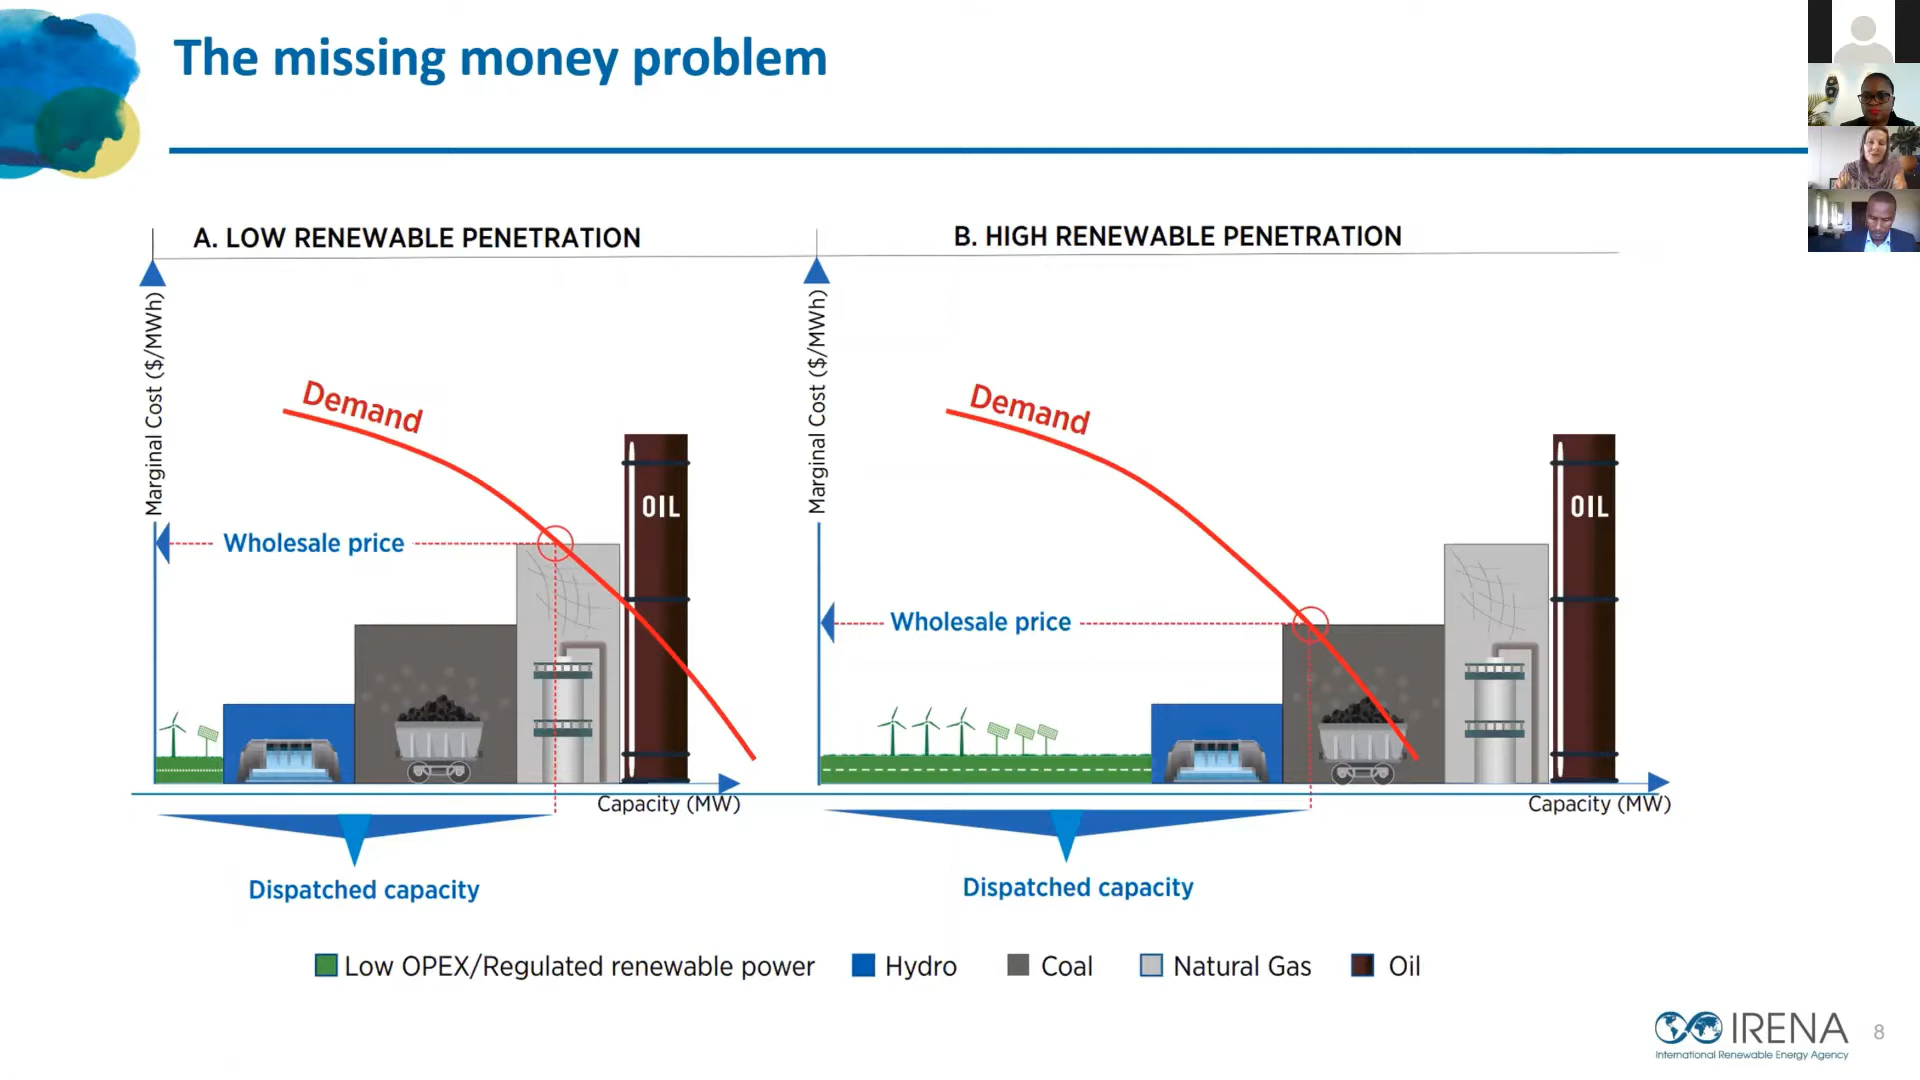 The missing money problem
A. LOW RENEWABLE PENETRATION
Marginal Cost ($/MWh)
Demand
OIL
Wholesale price
Capacity (MW)
Dispatched capacity
B. HIGH RENEWABLE PENETRATION
Marginal Cost ($/MWh)
Demand
OIL
Wholesale price
Capacity (MW)
Dispatched capacity
Low OPEX/Regulated renewable power
Hydro
Coal
Natural Gas
Oil
IRENA
International Renewable Energy Agency
8